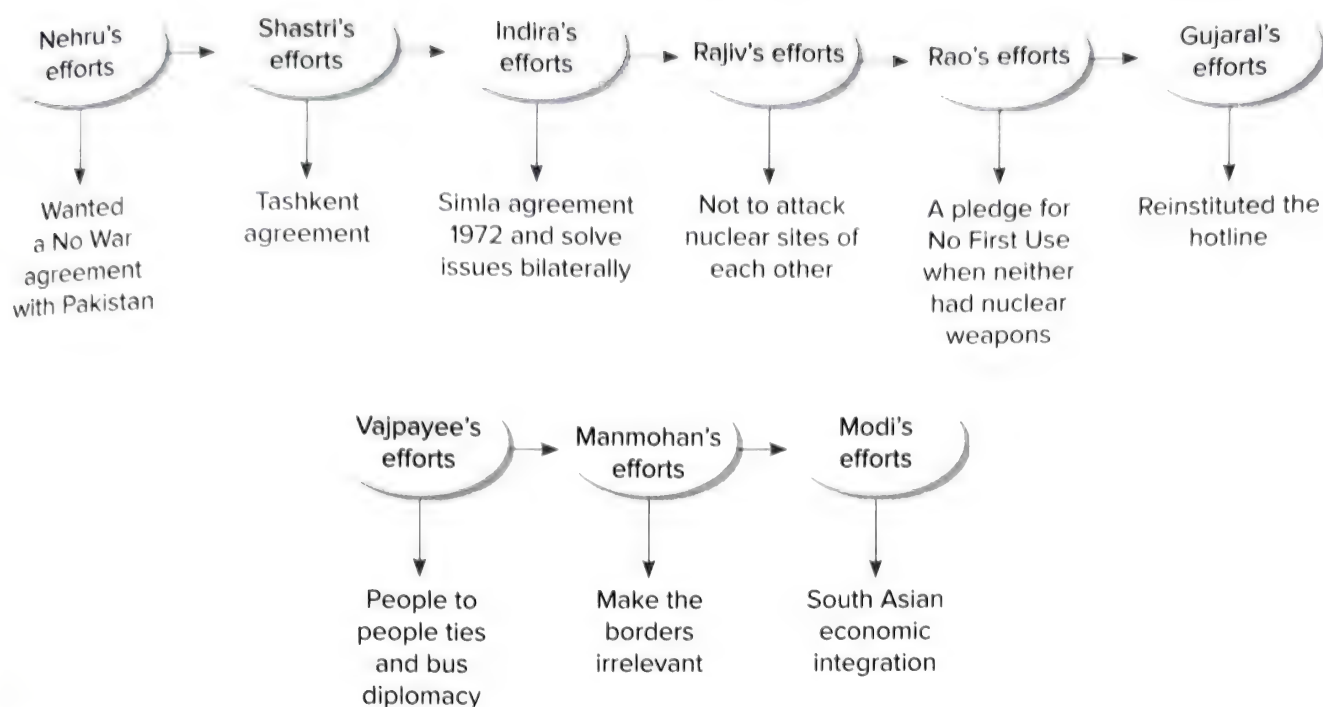 Nehru's
efforts
Shastri's
efforts
Indira's
efforts
Rajiv's efforts
Rao's efforts
Gujaral's
efforts
Wanted
a No War
agreement
with Pakistan
Tashkent
agreement
Simla agreement
1972 and solve
issues bilaterally
Not to attack
nuclear sites of
each other
A pledge for
No First Use
when neither
had nuclear
weapons
Reinstituted the
hotline
Vajpayee's
efforts
Manmohan's
efforts
Modi's
efforts
People to
people ties
and bus
diplomacy
Make the
borders
irrelevant
South Asian
economic
integration